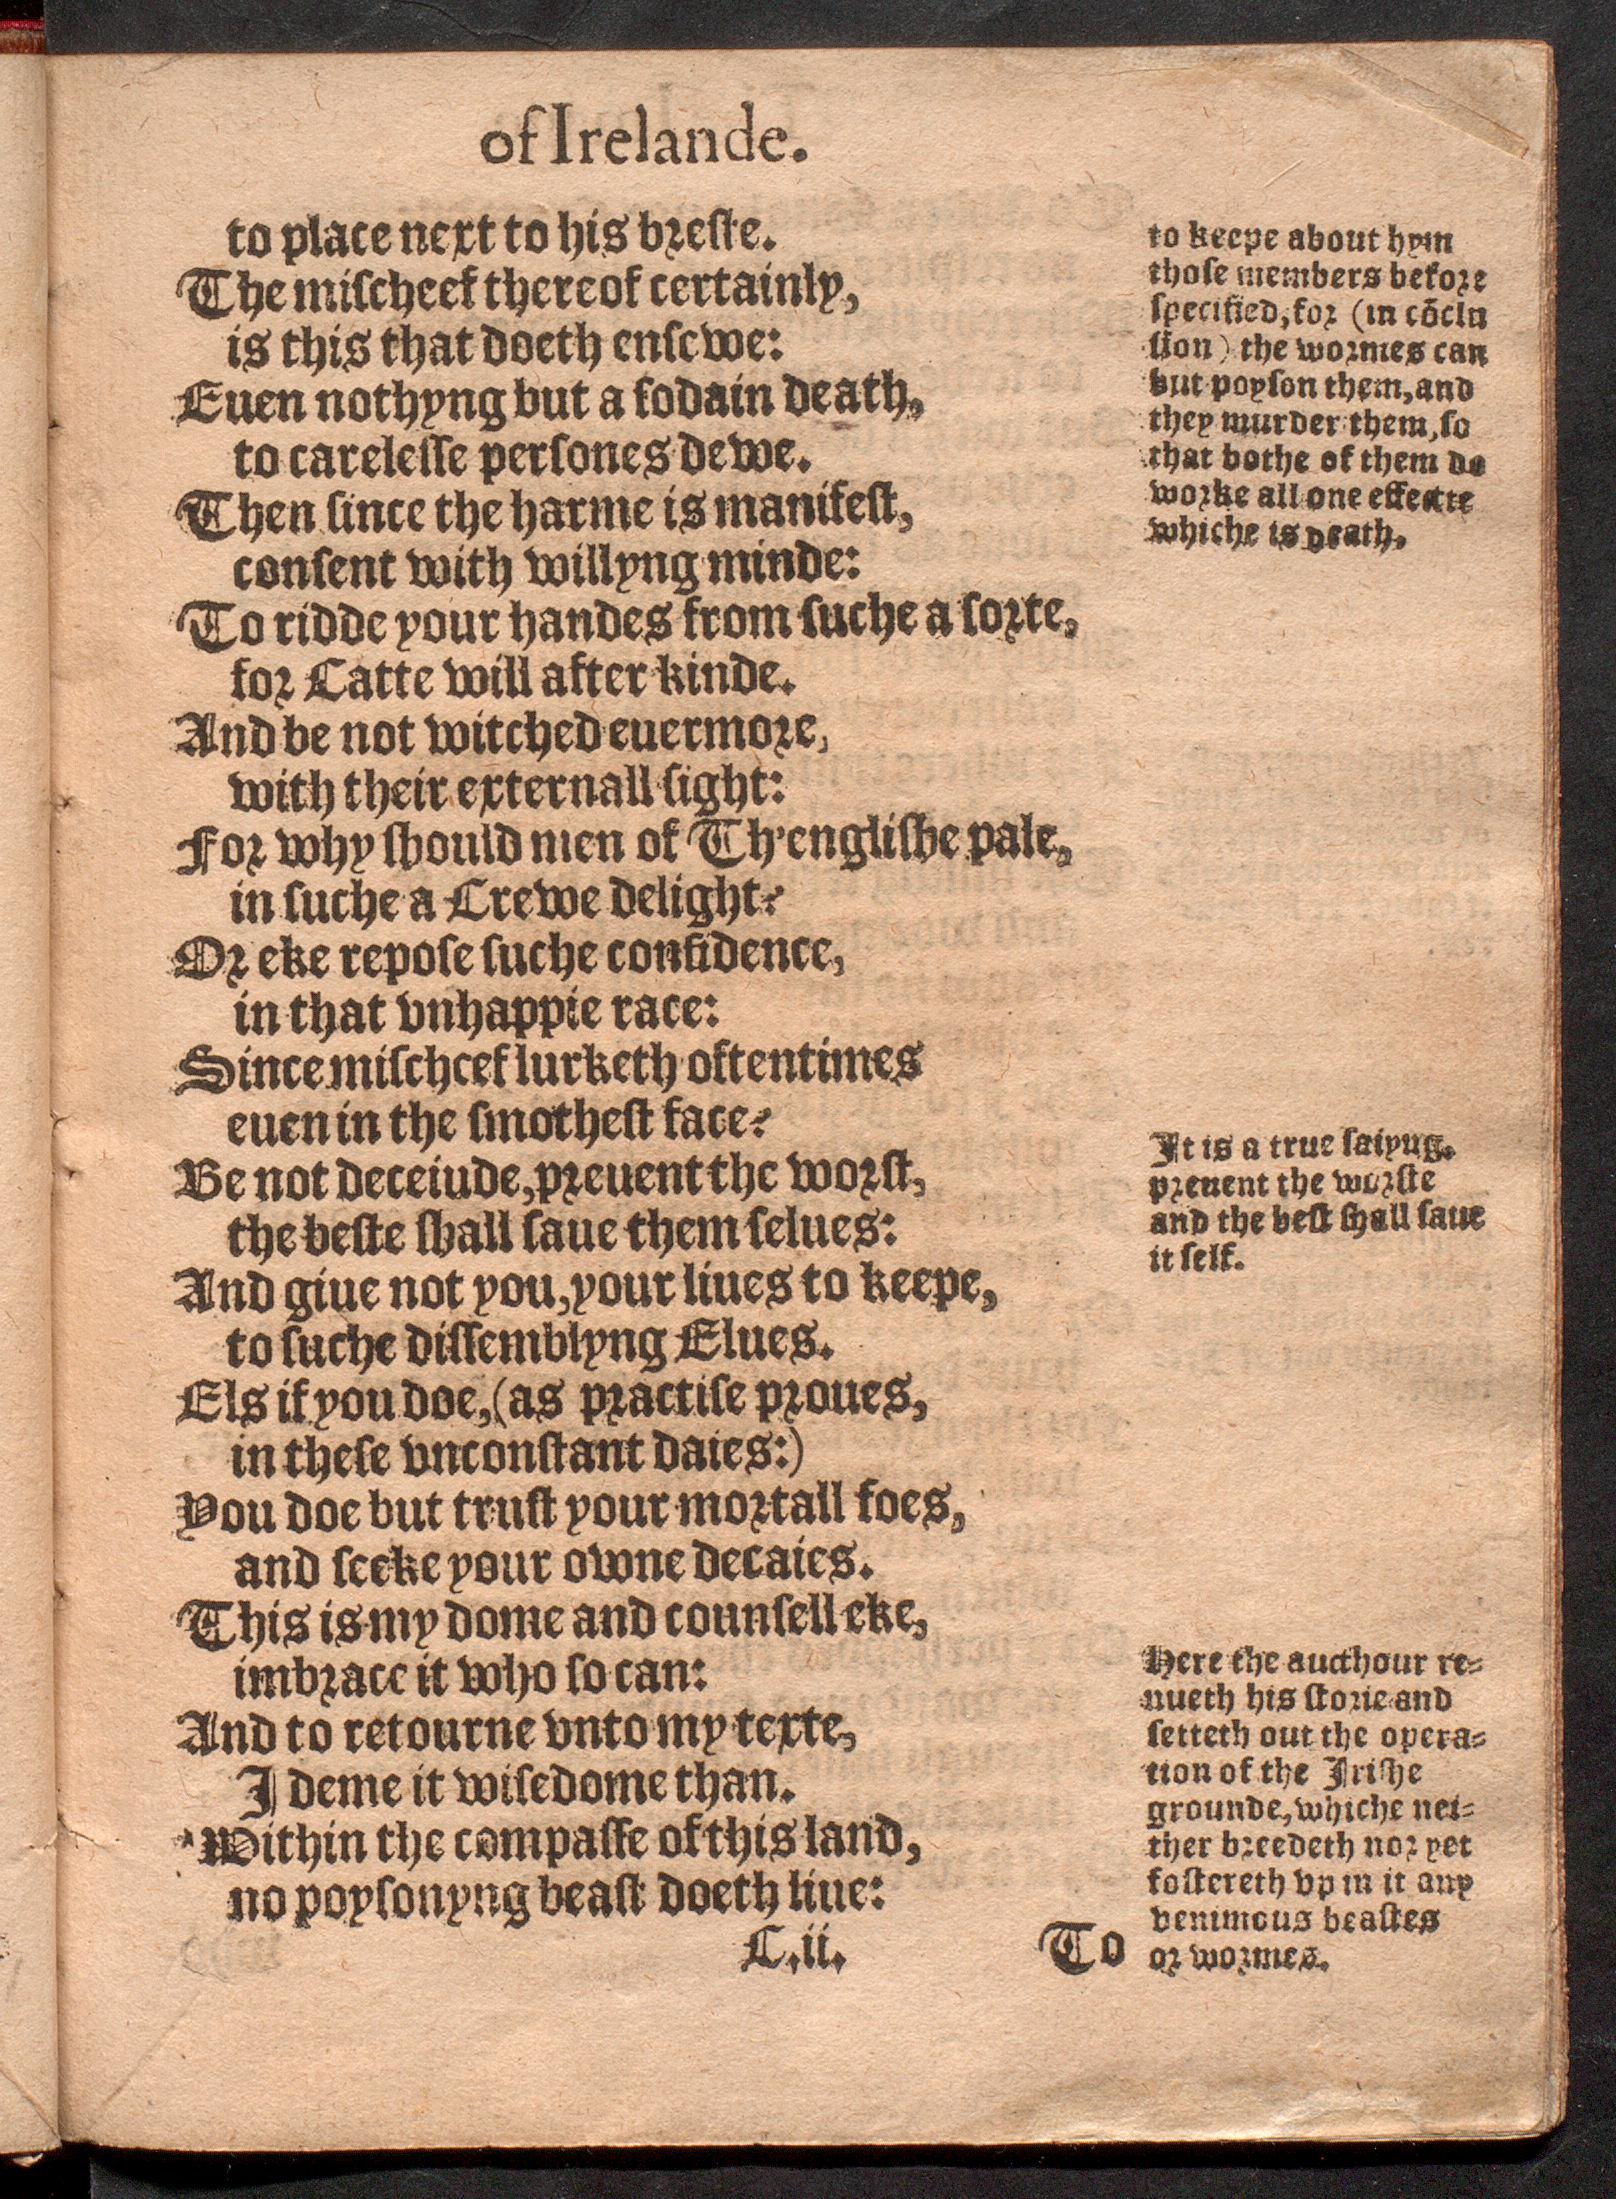 of Irelande.
to place next to his breſte.
The miſcheef thereof certainly,
is this that doeth enſewe:
Euen nothyng but a ſodain death,
to careleſſe perſones dewe.
Then ſince the harme is manifeſt,
conſent with willyng minde:
To ridde your handes from ſuche a ſorte,
for Catte will after kinde.
And be not witched euermore,
with their externall ſight:
For why ſhould men of Th'engliſhe pale,
in ſuche a Crewe delight?
Or eke repoſe ſuche confidence,
in that vnhappie race:
Since miſcheef lurketh oftentimes
euen in the ſmotheſt face?
Be not deceiude, preuent the worſt,
the beſte ſhall ſaue them ſelues:
And giue not you, your liues to keepe,
to ſuche diſſemblyng Elues.
Els if you doe, (as practiſe proues,
in theſe vnconſtant daies:)
You doe but truſt your mortall foes,
and ſeeke your owne decaies.
This is my dome and counſell eke,
imbrace it who ſo can:
And to retourne vnto my texte,
I deme it wiſedome than.
Within the compaſſe of this land,
no poyſonyng beaſt doeth liue:
C.ii.
To
to keepe about hym
thoſe members before
ſpecified, for (in cōclu
ſion) the wormes can
but poyſon them, and
they murder them, ſo
that bothe of them do
worke all one effecte
whiche is death.
It is a true ſaiyng.
preuent the worſte
and the beſt ſhall ſaue
it ſelf.
Here the aucthour re-
nueth his ſtorie and
ſetteth out the opera-
tion of the Iriſhe
grounde, whiche nei-
ther breedeth nor yet
foſtereth vp in it any
venimous beaſtes
or wormes.